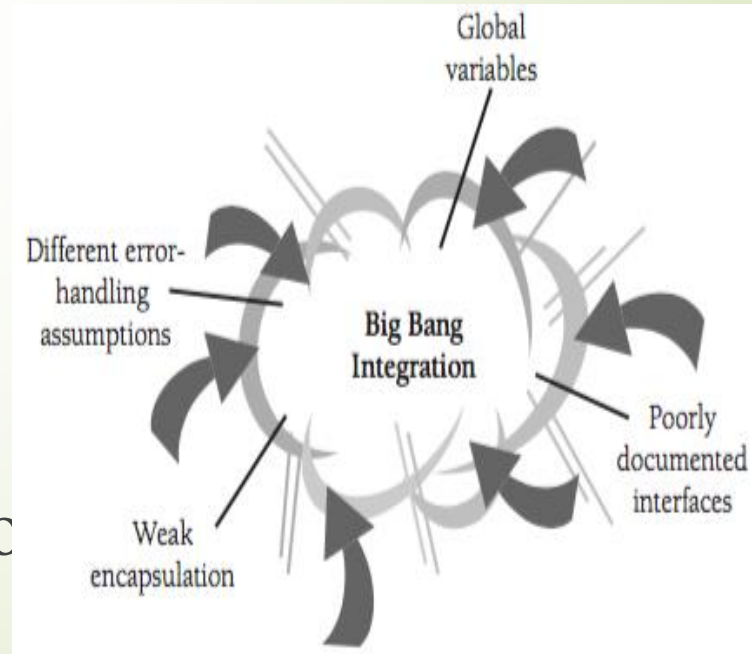 Global
variables
Different error-
handling
assumptions
Big Bang
Integration
Poorly
documented
interfaces
Weak
encapsulation